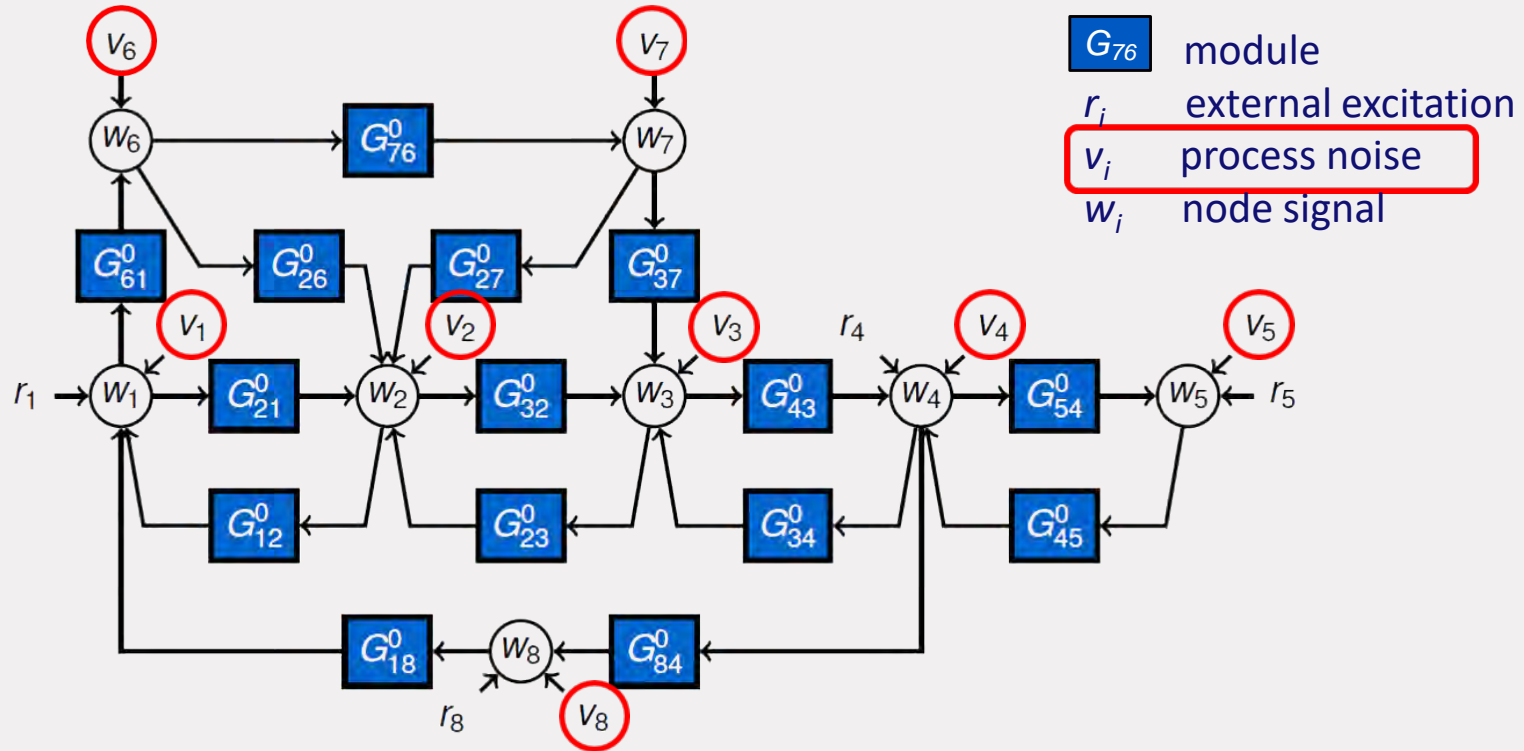 v₆ v₇ G₇₆ module
rᵢ external excitation
w₆ G⁰₇₆ w₇ vᵢ process noise
wᵢ node signal
G⁰₆₁ G⁰₂₆ G⁰₂₇ G⁰₃₇
v₁ v₂ v₃ r₄ v₄ v₅
r₁ w₁ G⁰₂₁ w₂ G⁰₃₂ w₃ G⁰₄₃ w₄ G⁰₅₄ w₅ r₅
G⁰₁₂ G⁰₂₃ G⁰₃₄ G⁰₄₅
G⁰₁₈ w₈ G⁰₈₄
r₈ v₈